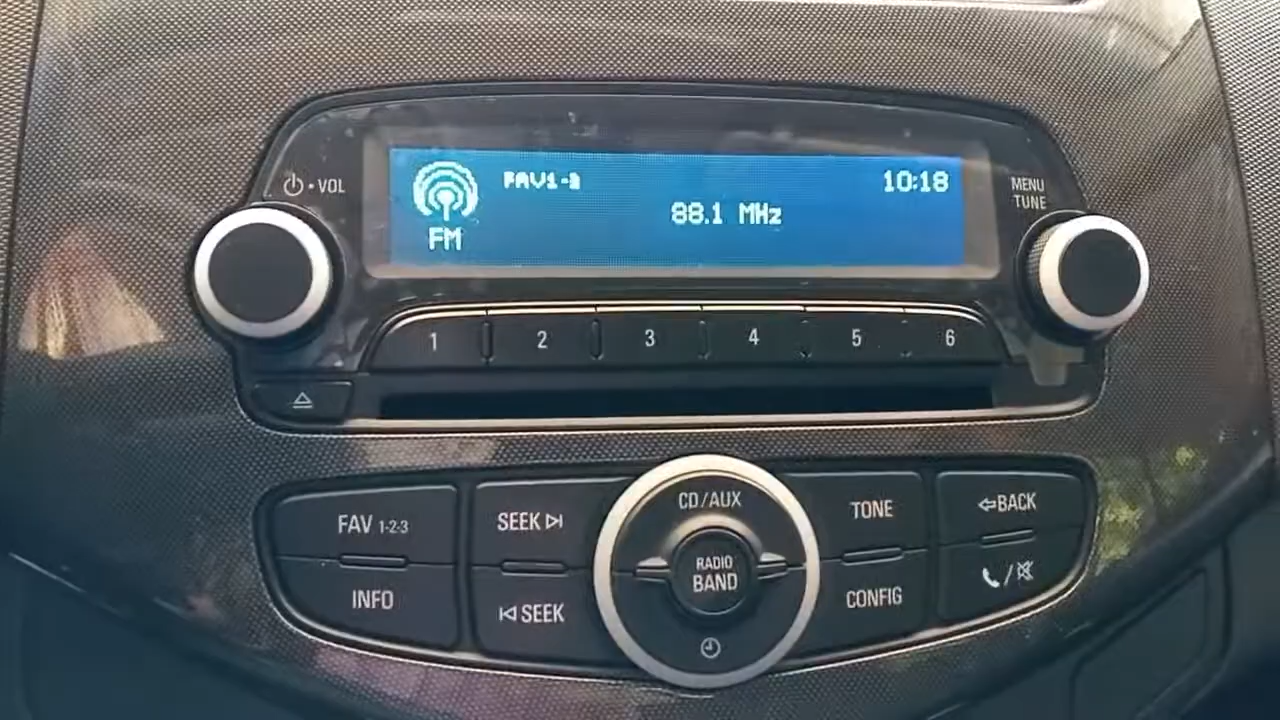 VOL
FAV1-
10:18
MENU
TUNE
88.1 MHz
FM
1 2 3 4 5 6
CD/AUX
FAV 1-2-3
SEEK
TONE
BACK
RADIO
BAND
INFO
SEEK
CONFIG